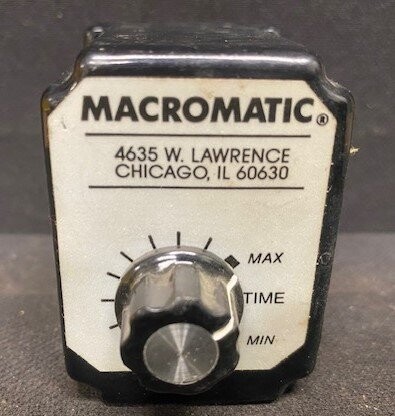 MACROMATIC®
4635 W. LAWRENCE
CHICAGO, IL 60630
MAX
TIME
MIN